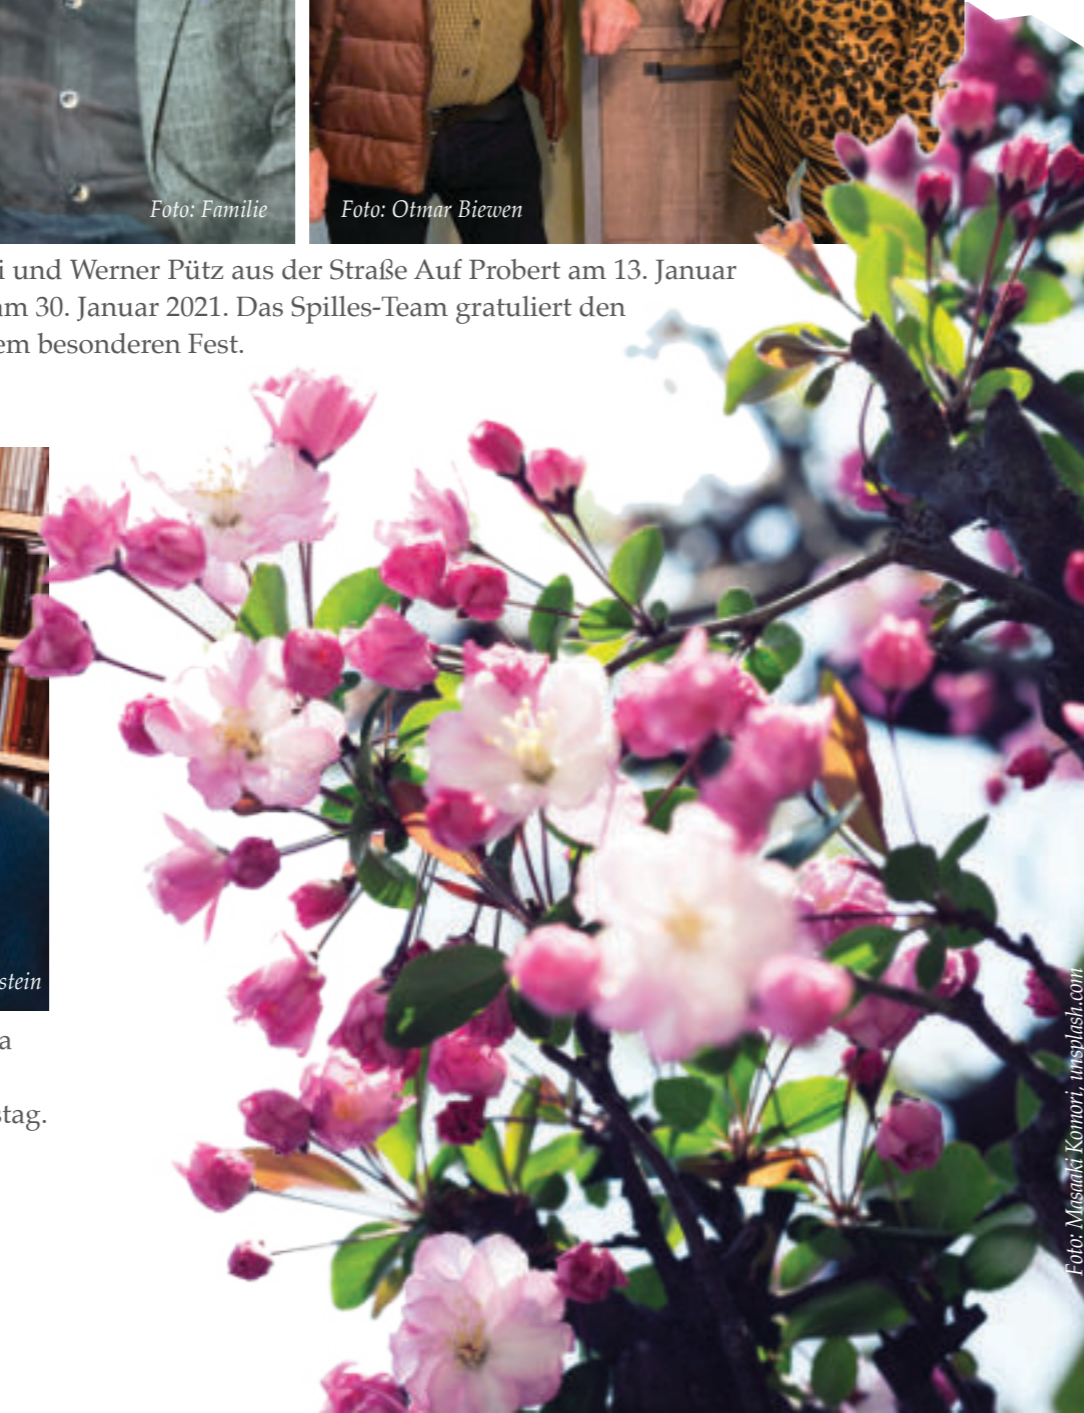 Foto: Familie
Foto: Otmar Biewen
i und Werner Pütz aus der Straße Auf Probert am 13. Januar
am 30. Januar 2021. Das Spilles-Team gratuliert den
em besonderen Fest.
stein
a
stag.
Foto: Masaaki Komori, unsplash.com